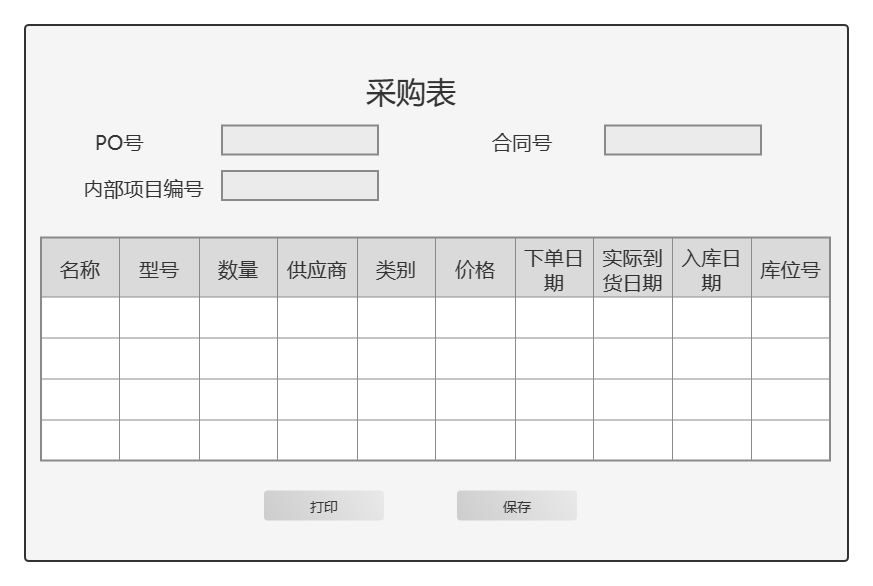 采购表
PO号
合同号
内部项目编号
名称 型号 数量 供应商 类别 价格 下单日期 实际到货日期 入库日期 库位号
打印 保存